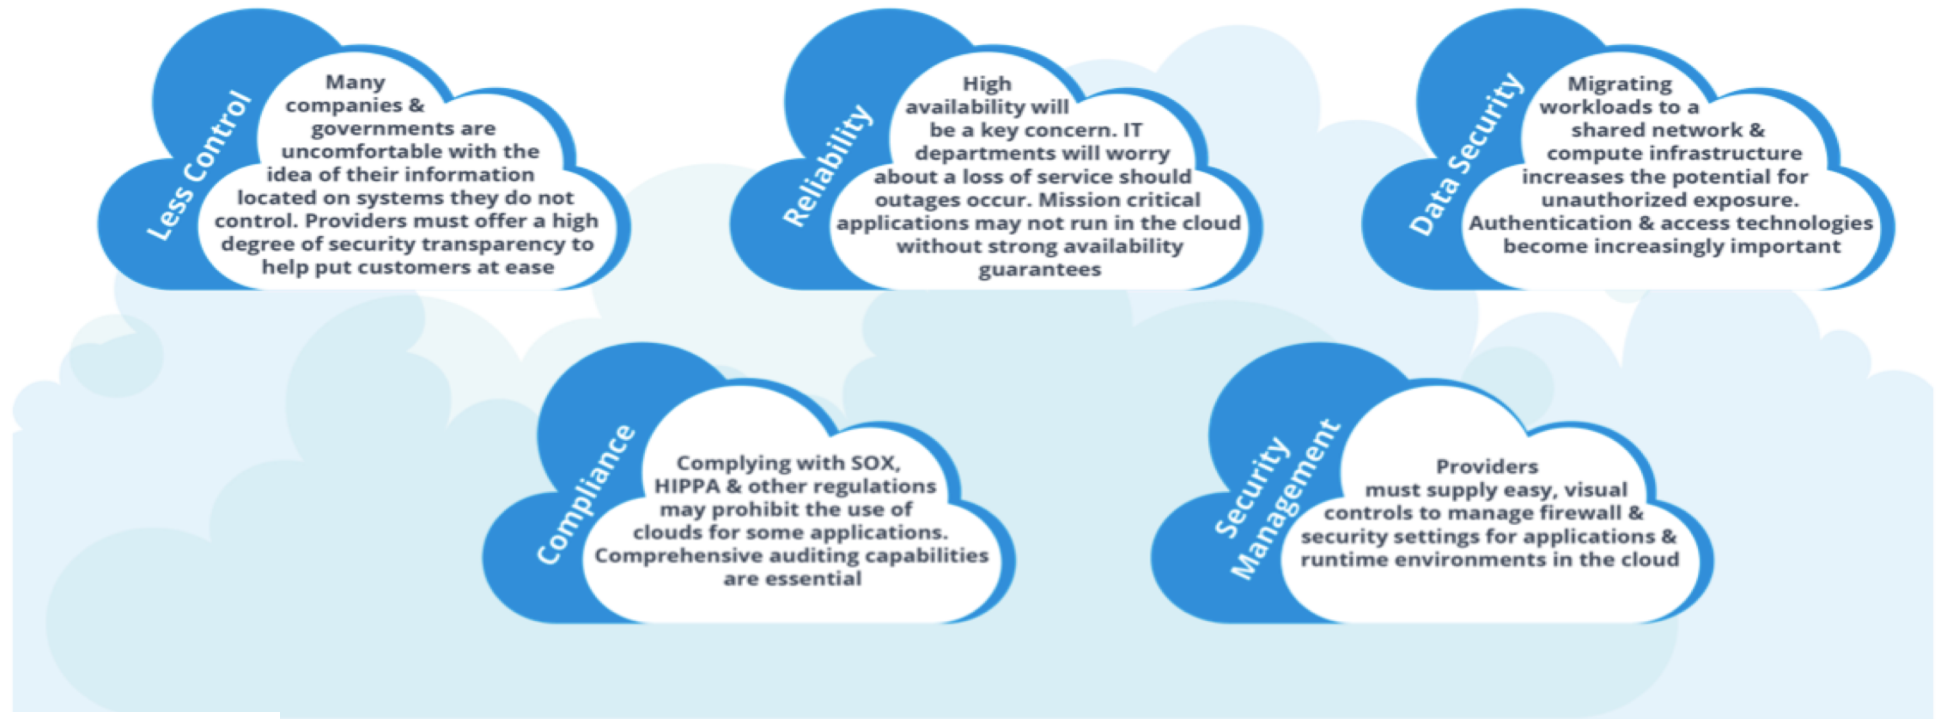 Less Control
Many
companies &
governments are
uncomfortable with the
idea of their information
located on systems they do not
control. Providers must offer a high
degree of security transparency to
help put customers at ease
Reliability
High
availability will
be a key concern. IT
departments will worry
about a loss of service should
outages occur. Mission critical
applications may not run in the cloud
without strong availability
guarantees
Data Security
Migrating
workloads to a
shared network &
compute infrastructure
increases the potential for
unauthorized exposure.
Authentication & access technologies
become increasingly important
Compliance
Complying with SOX,
HIPPA & other regulations
may prohibit the use of
clouds for some applications.
Comprehensive auditing capabilities
are essential
Security
Management
Providers
must supply easy, visual
controls to manage firewall &
security settings for applications &
runtime environments in the cloud